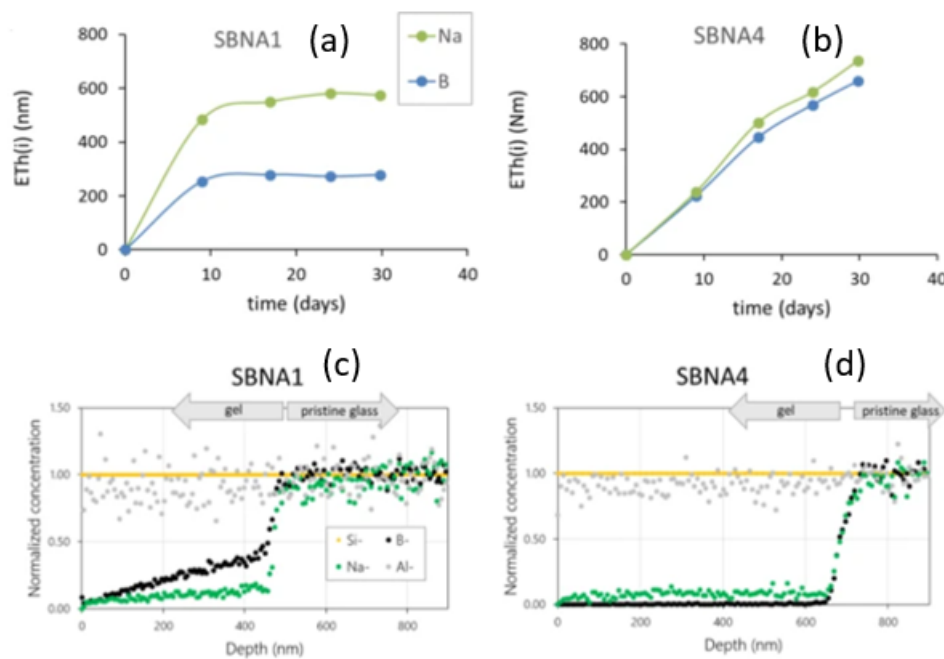 SBNA1 (a)
Na
B
800
600
400
200
0
ETh(i) (nm)
0 10 20 30 40
time (days)
SBNA4 (b)
800
600
400
200
0
ETh(i) (Nm)
0 10 20 30 40
time (days)
SBNA1 (c)
gel pristine glass
1.50
1.00
0.50
0.00
Normalized concentration
Si- B-
Na- Al-
0 200 400 600 800
Depth (nm)
SBNA4 (d)
gel pristine glass
1.50
1.00
0.50
0.00
Normalized concentration
0 200 400 600 800
Depth (nm)